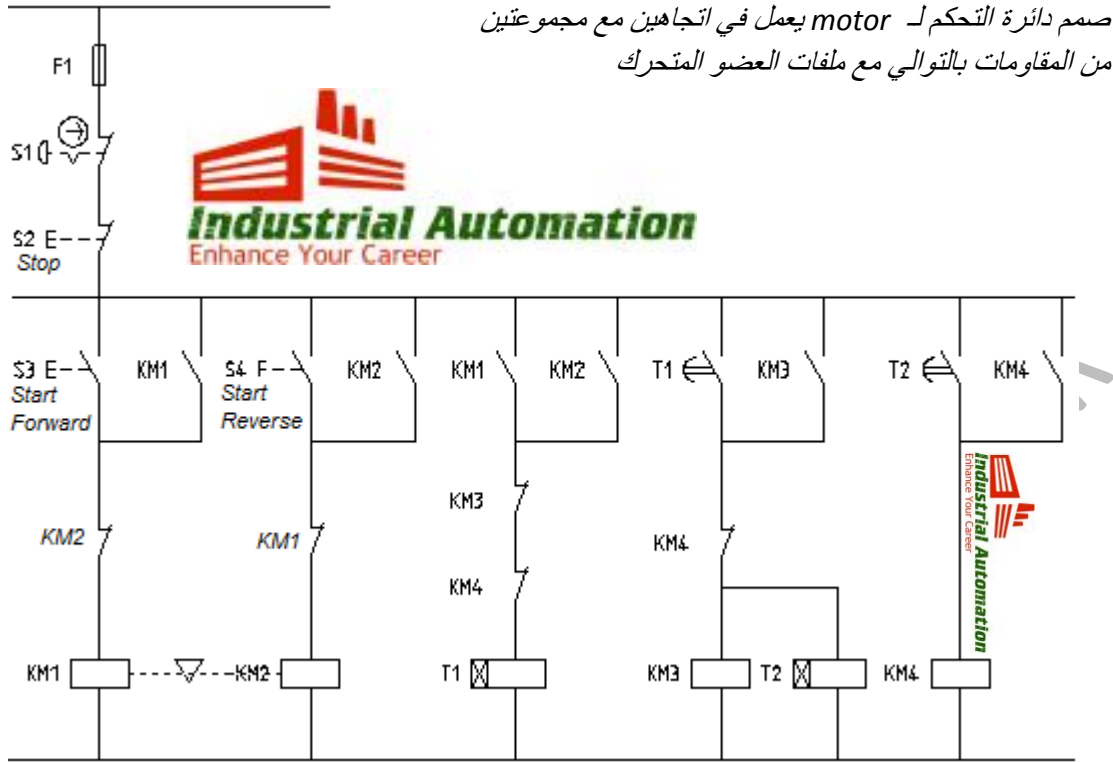 صمم دائرة التحكم لـ motor يعمل في اتجاهين مع مجموعتين
من المقاومات بالتوالي مع ملفات العضو المتحرك
F1
S1
Industrial Automation
Enhance Your Career
S2 E
Stop
S3 E KM1 S4 F KM2 KM1 KM2 T1 KM3 T2 KM4
Start
Forward
Start
Reverse
Industrial Automation
Enhance Your Career
KM2 KM1 KM3 KM4
KM4
KM1 KM2 T1 KM3 T2 KM4